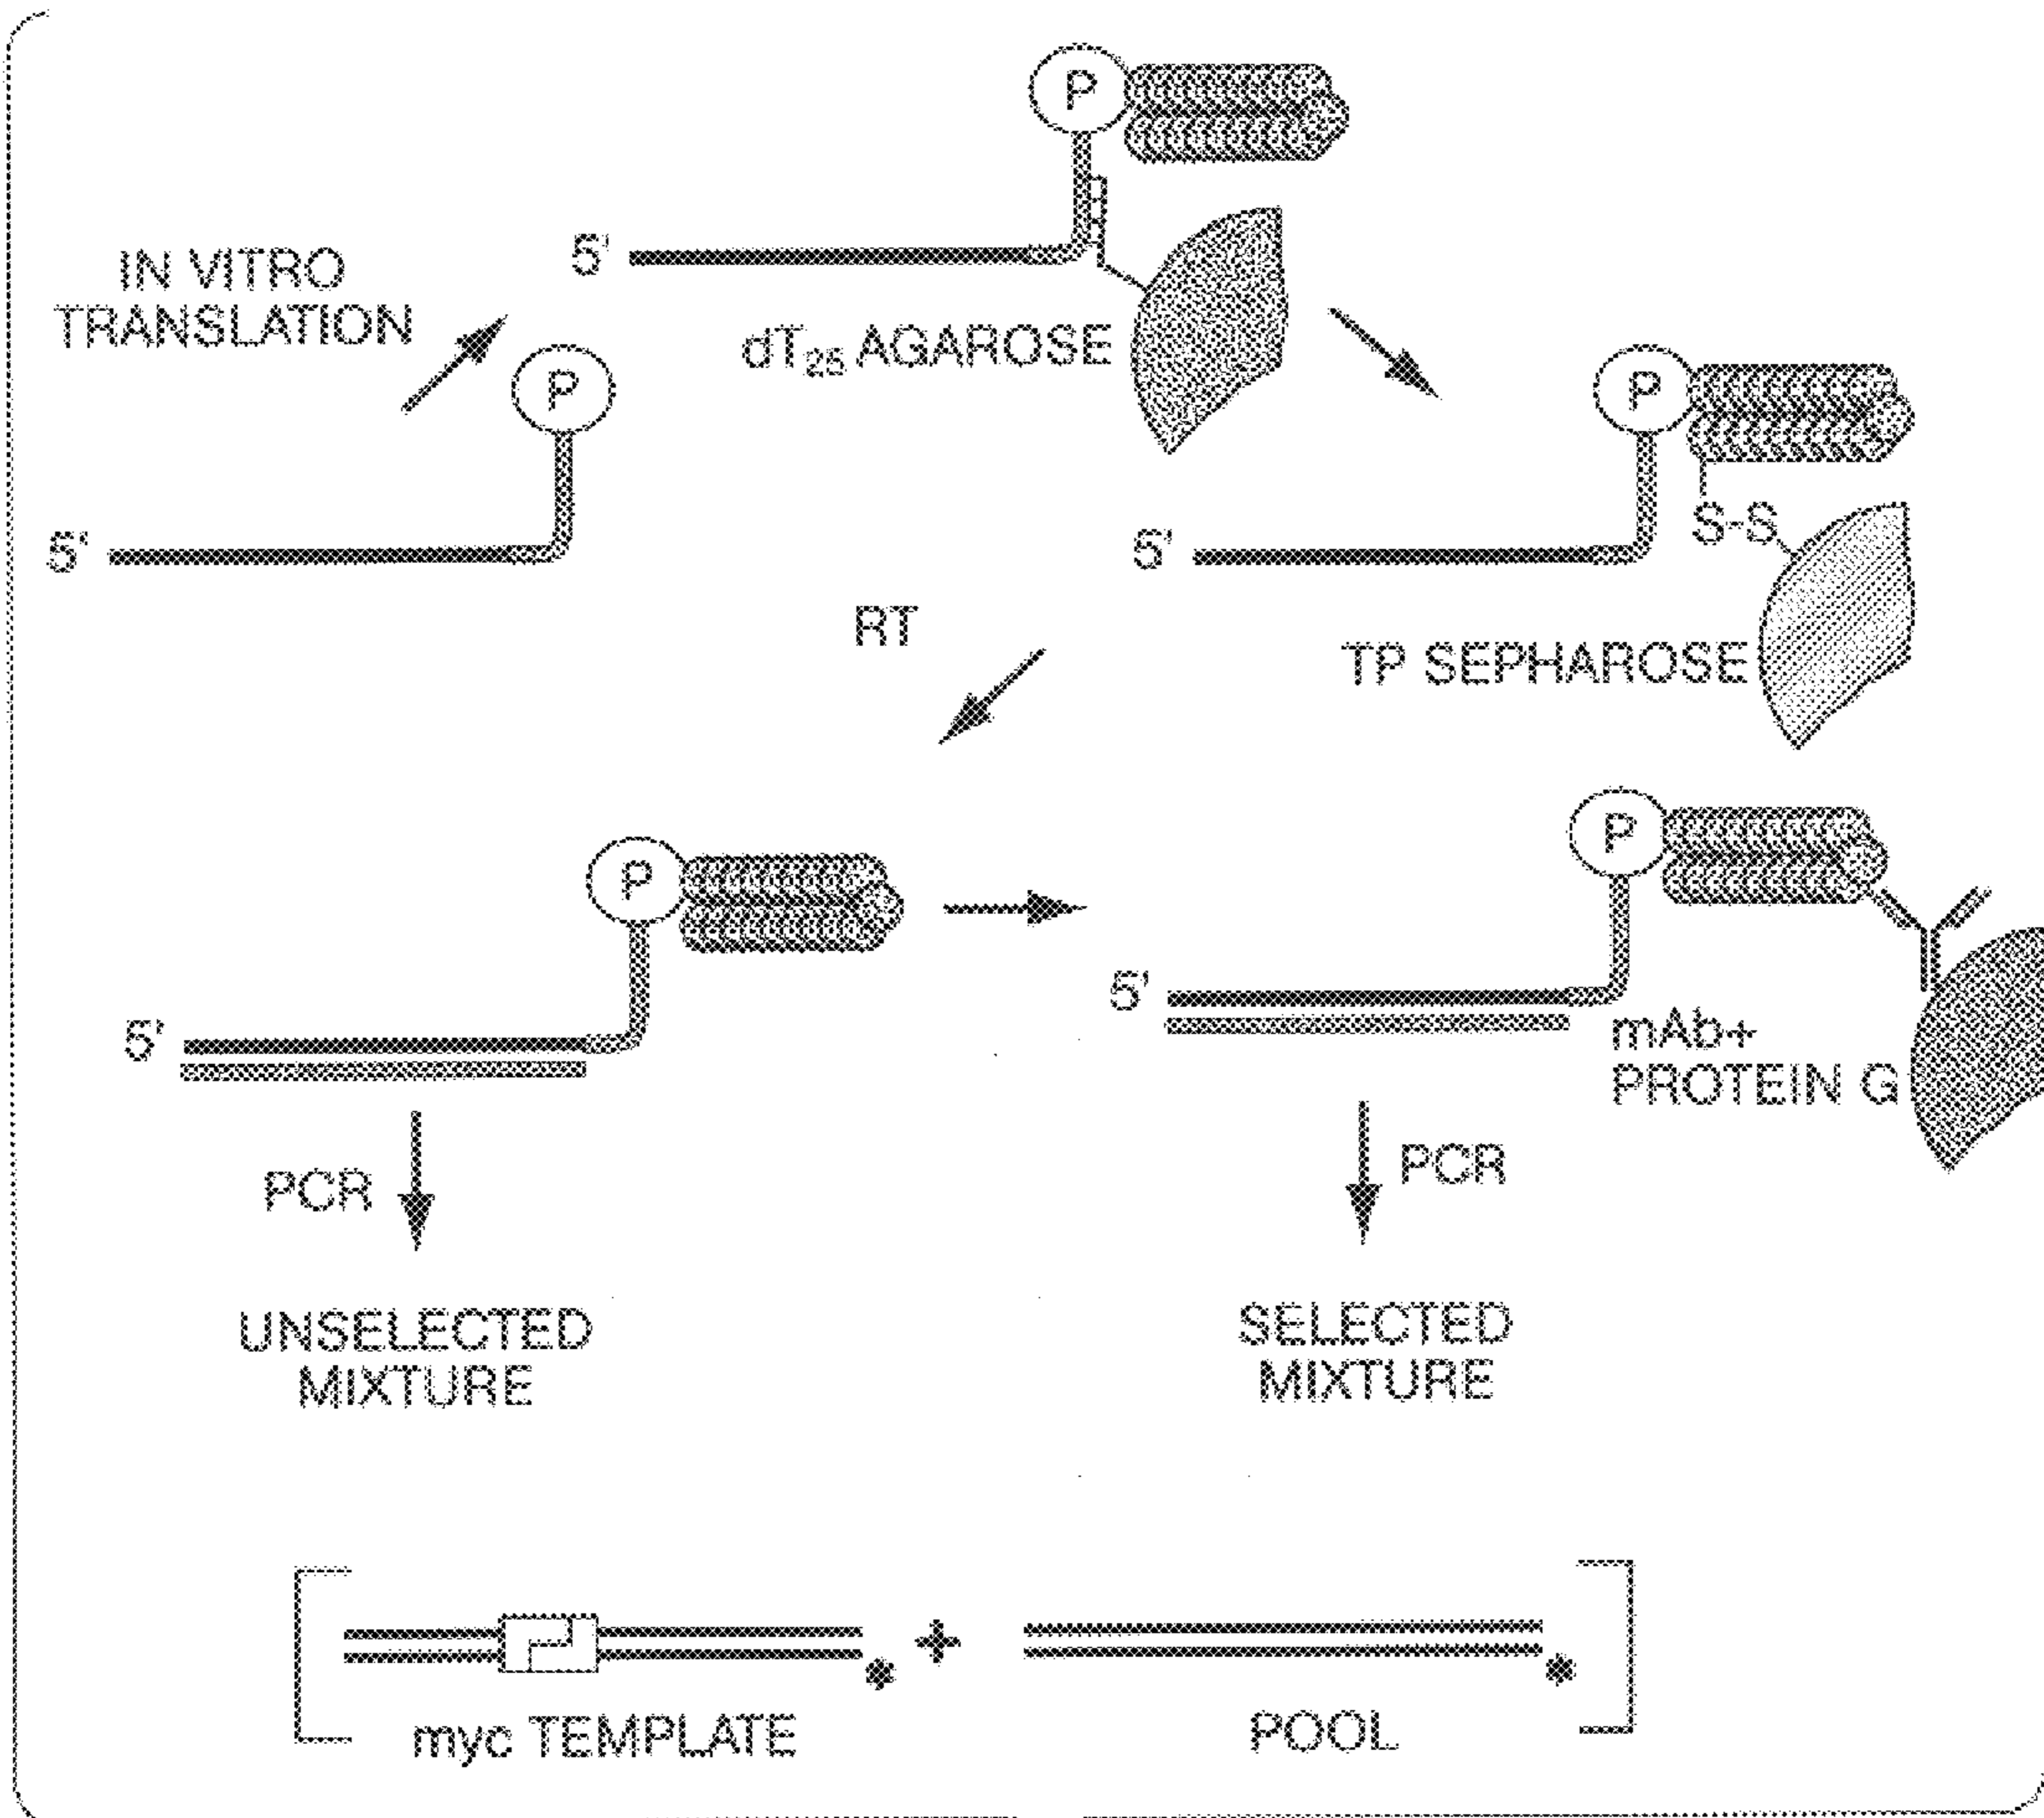 P
IN VITRO
TRANSLATION
5'
dT25 AGAROSE
P
5'
P
S-S
5'
RT
TP SEPHAROSE
P
5'
P
5'
mAb+
PROTEIN G
PCR
PCR
UNSELECTED
MIXTURE
SELECTED
MIXTURE
* + *
myc TEMPLATE
POOL